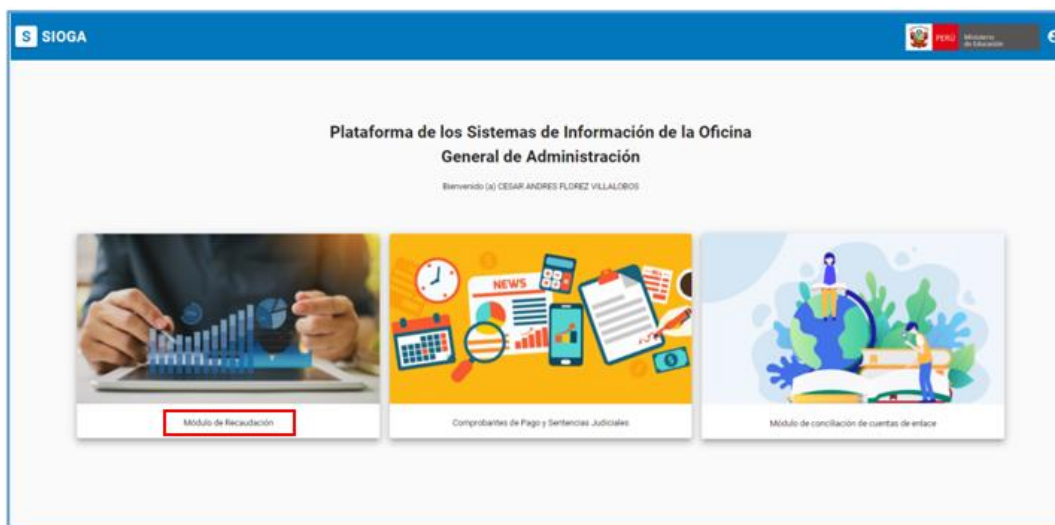 S SIOGA
PERÚ Ministerio de Educación
Plataforma de los Sistemas de Información de la Oficina
General de Administración
Bienvenido (a) CESAR ANDRES FLOREZ VILLALOBOS
NEWS
Módulo de Recaudación
Comprobantes de Pago y Sentencias Judiciales
Módulo de conciliación de cuentas de enlace